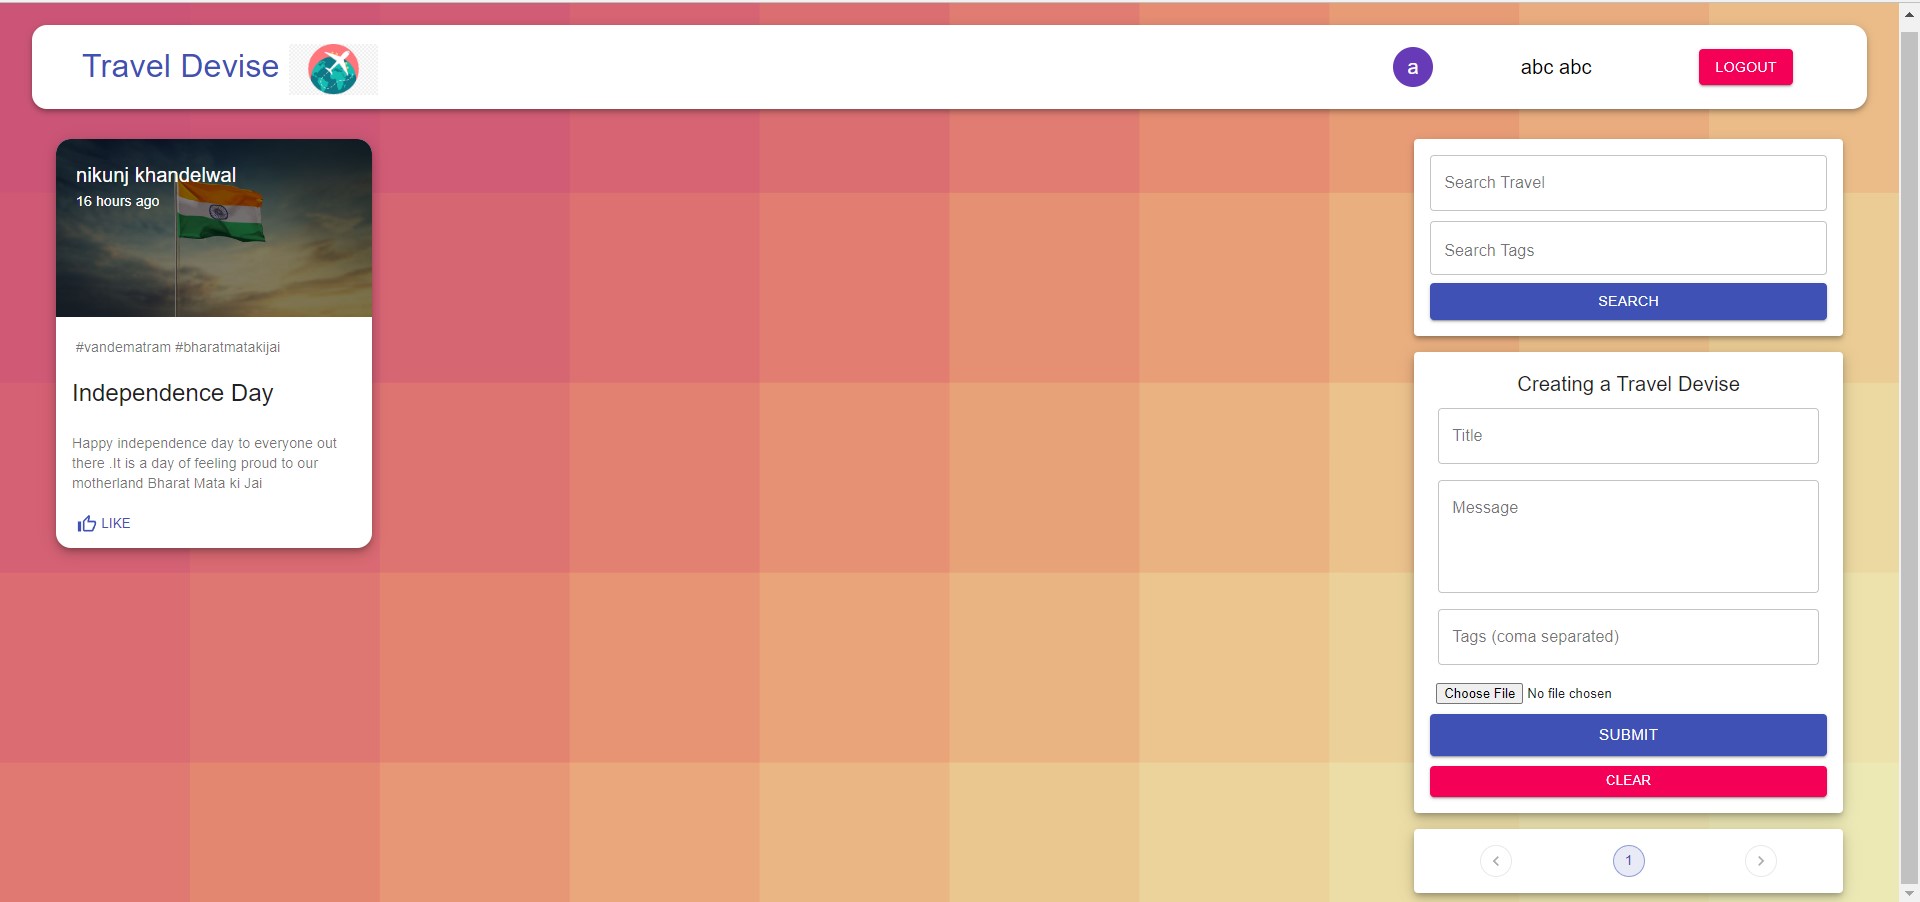 Travel Devise
a
abc abc
LOGOUT
nikunj khandelwal
16 hours ago
#vandematram #bharatmatakijai
Independence Day
Happy independence day to everyone out
there .It is a day of feeling proud to our
motherland Bharat Mata ki Jai
LIKE
Search Travel
Search Tags
SEARCH
Creating a Travel Devise
Title
Message
Tags (coma separated)
Choose File No file chosen
SUBMIT
CLEAR
1